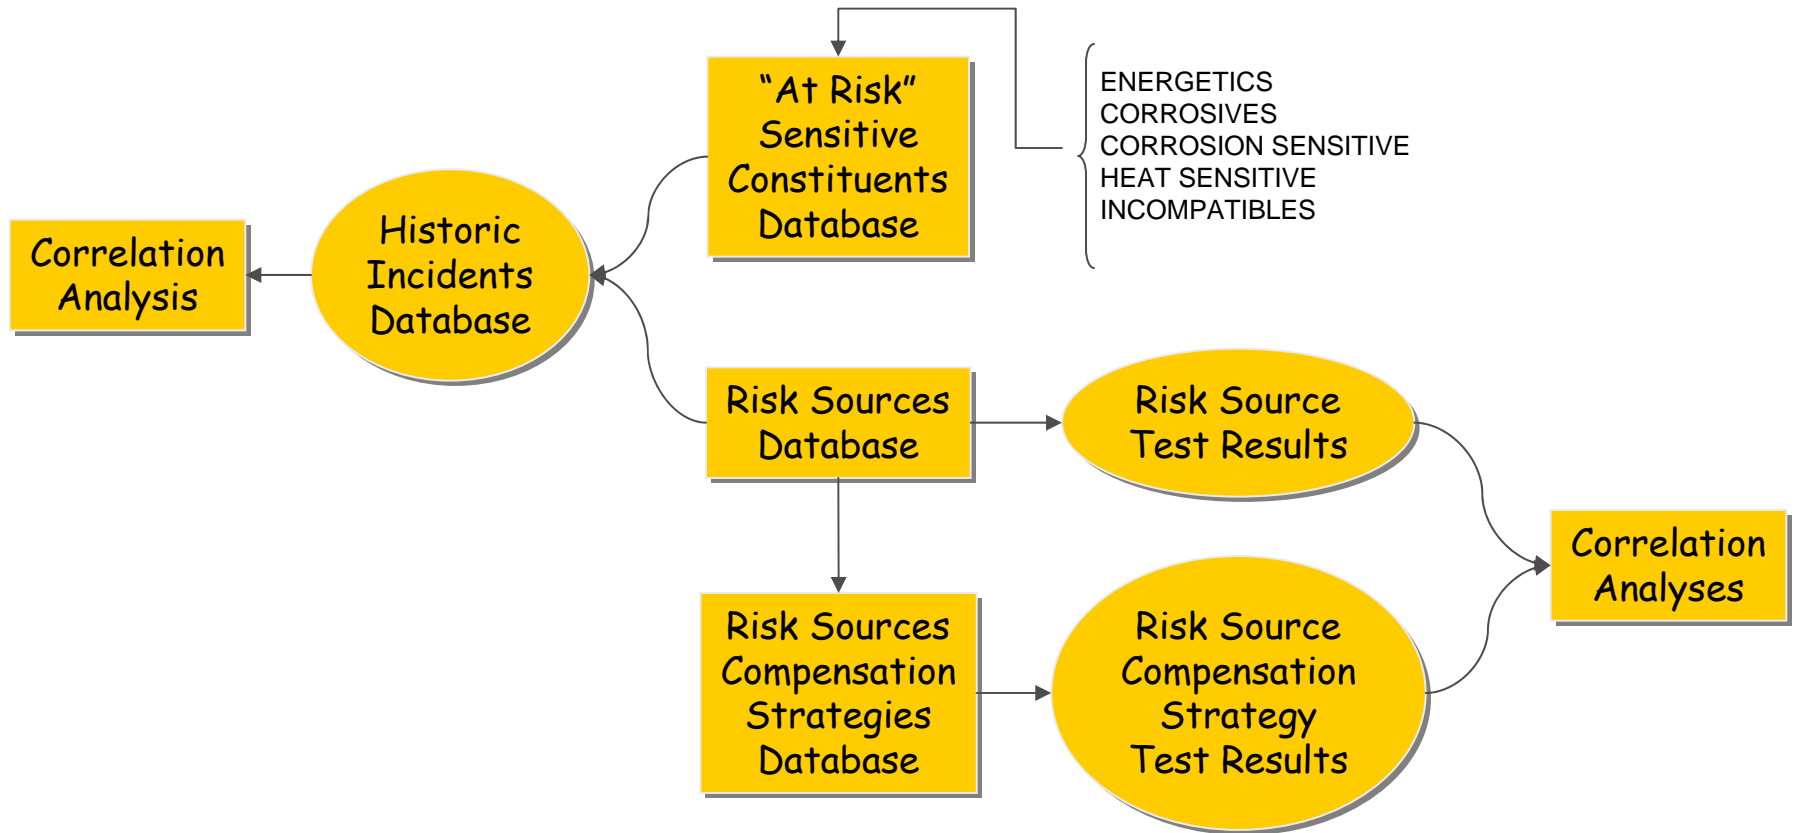 “At Risk”
Sensitive
Constituents
Database
ENERGETICS
CORROSIVES
CORROSION SENSITIVE
HEAT SENSITIVE
INCOMPATIBLES
Historic
Incidents
Database
Correlation
Analysis
Risk Sources
Database
Risk Source
Test Results
Correlation
Analyses
Risk Sources
Compensation
Strategies
Database
Risk Source
Compensation
Strategy
Test Results